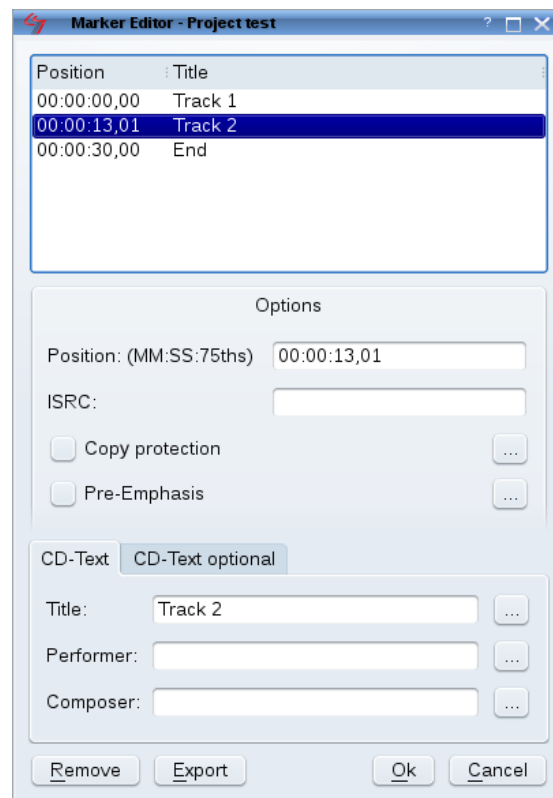 Marker Editor - Project test ?
Position Title
00:00:00,00 Track 1
00:00:13,01 Track 2
00:00:30,00 End
Options
Position: (MM:SS:75ths) 00:00:13,01
ISRC:
Copy protection ...
Pre-Emphasis ...
CD-Text CD-Text optional
Title: Track 2 ...
Performer: ...
Composer: ...
Remove Export Ok Cancel